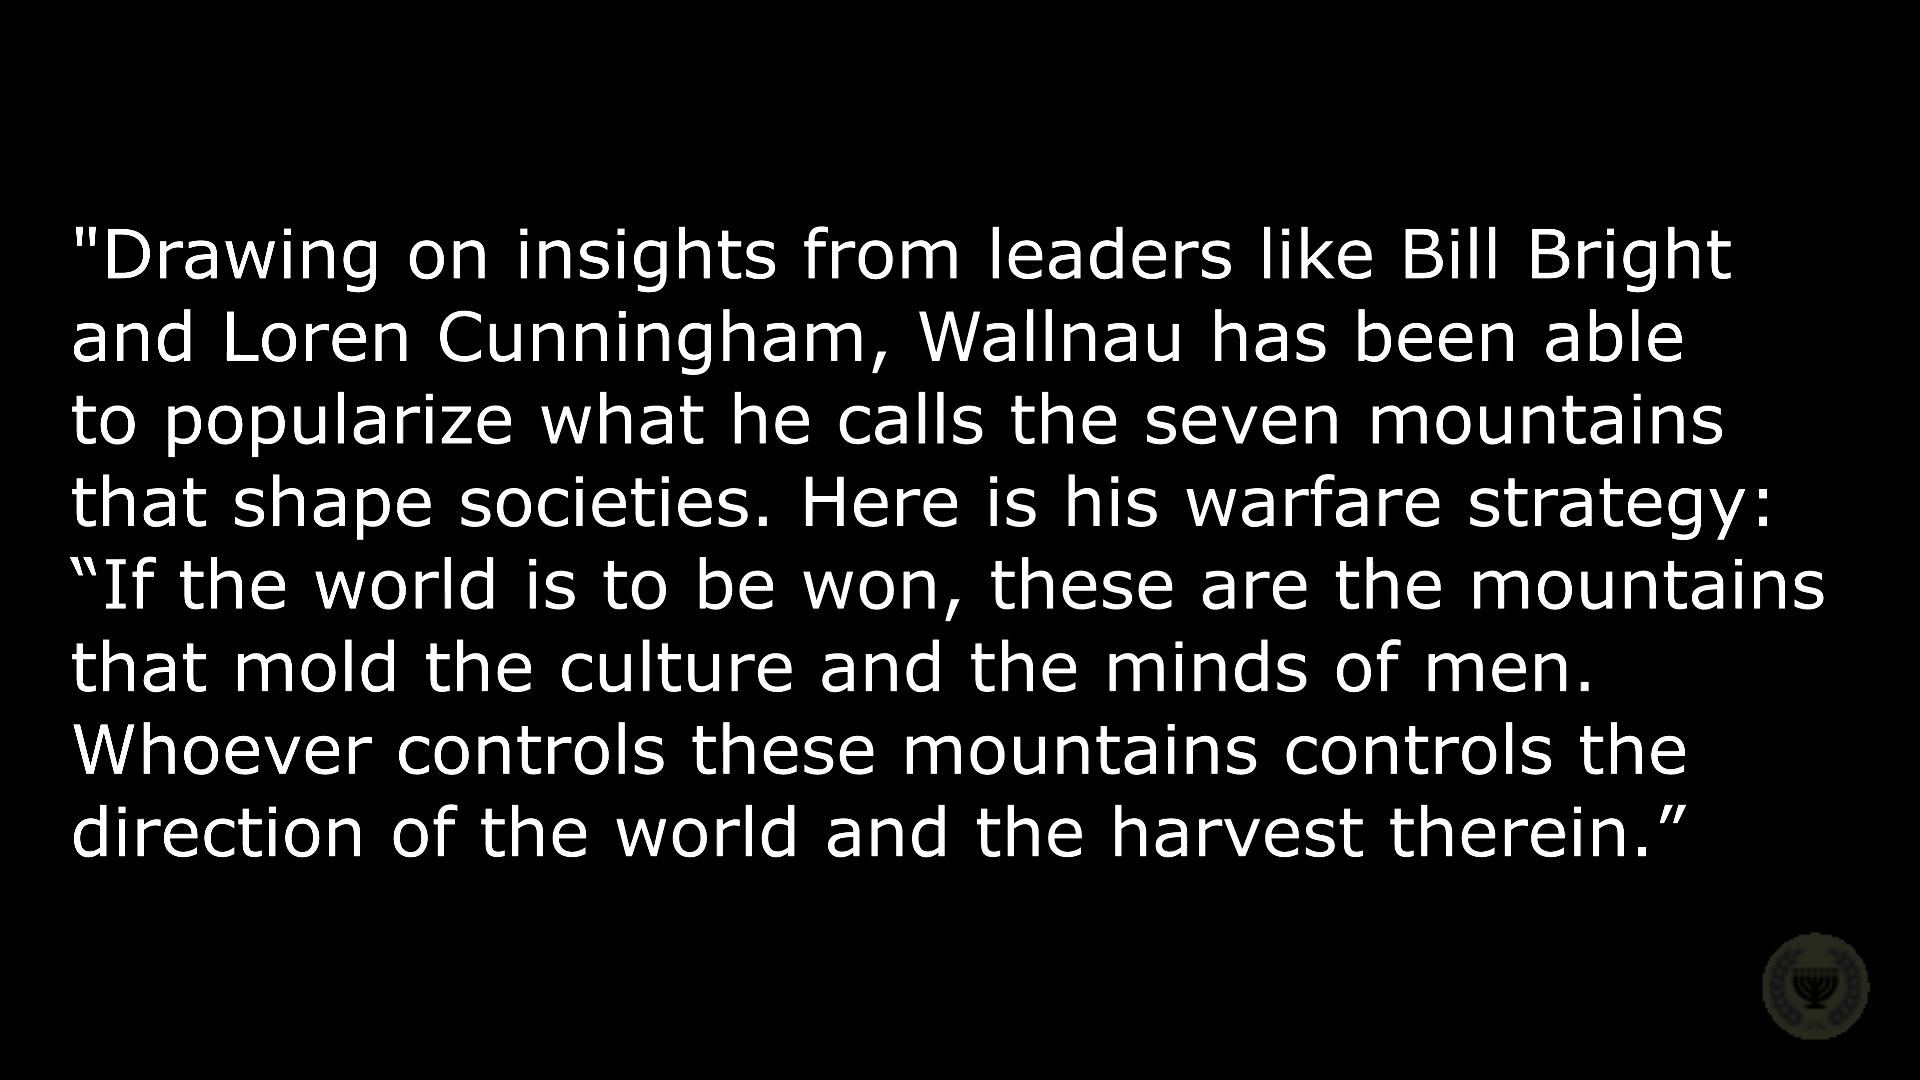 "Drawing on insights from leaders like Bill Bright
and Loren Cunningham, Wallnau has been able
to popularize what he calls the seven mountains
that shape societies. Here is his warfare strategy:
“If the world is to be won, these are the mountains
that mold the culture and the minds of men.
Whoever controls these mountains controls the
direction of the world and the harvest therein.”